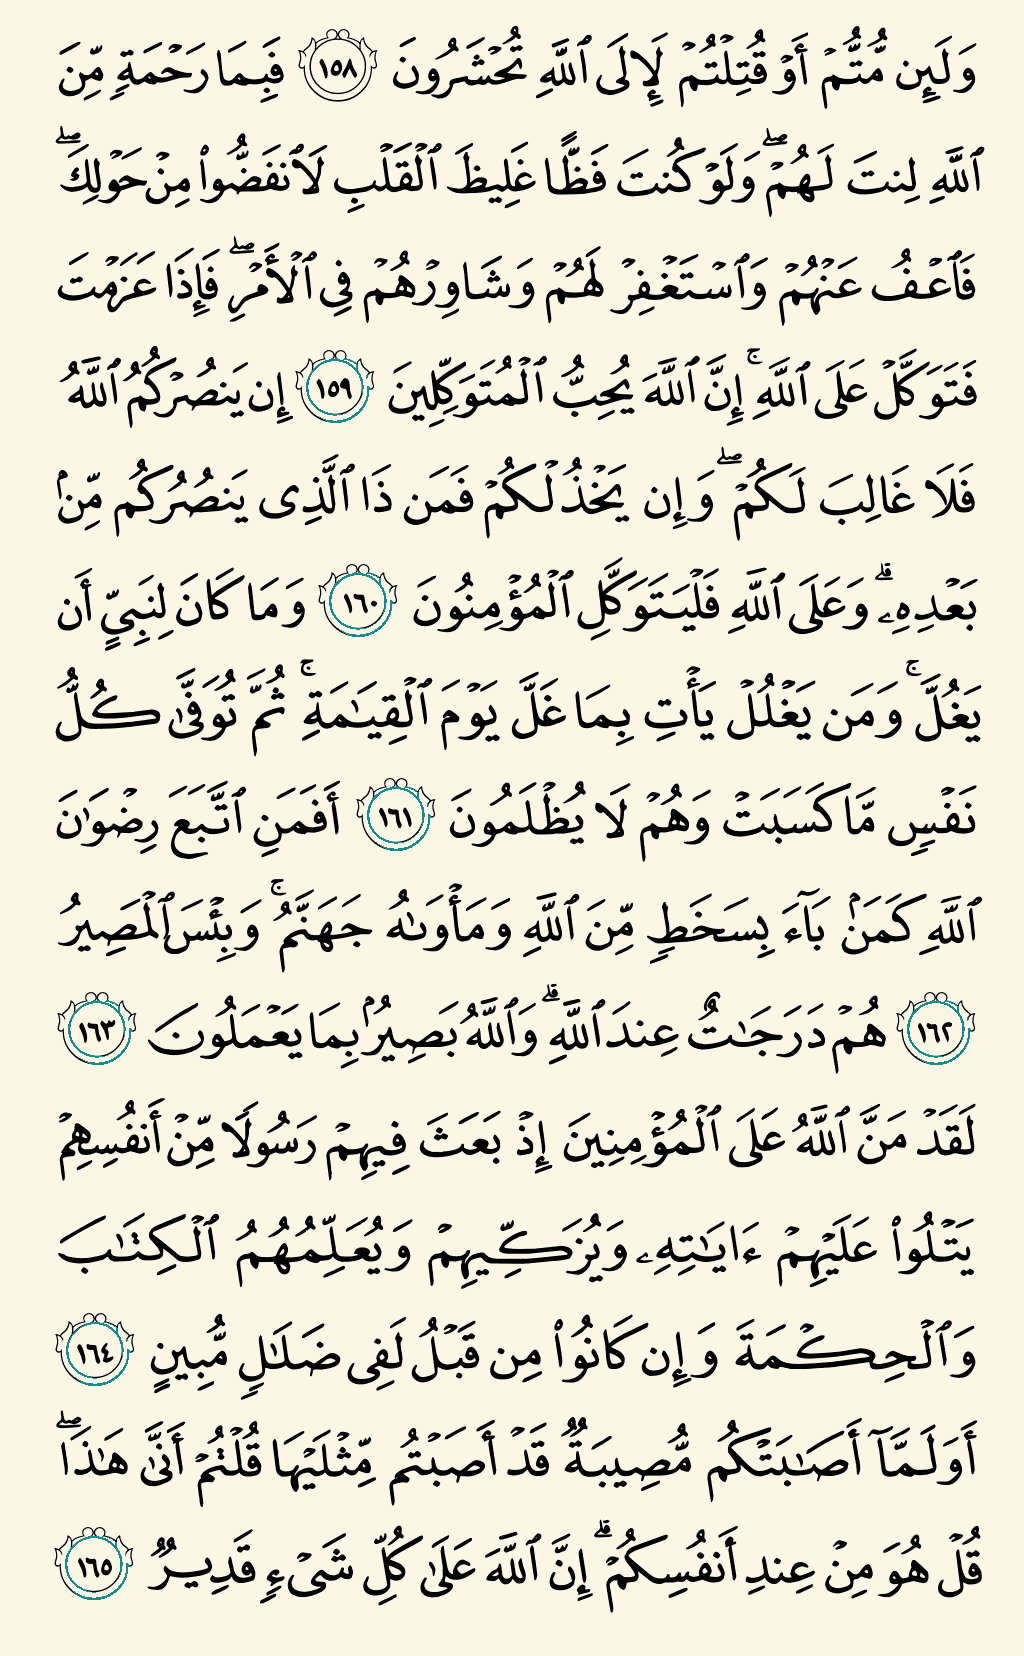 وَلَئِن مُّتُّمۡ أَوۡ قُتِلۡتُمۡ لَإِلَى ٱللَّهِ تُحۡشَرُونَ ١٥٨ فَبِمَا رَحۡمَةٖ مِّنَ
ٱللَّهِ لِنتَ لَهُمۡۖ وَلَوۡ كُنتَ فَظًّا غَلِيظَ ٱلۡقَلۡبِ لَٱنفَضُّواْ مِنۡ حَوۡلِكَۖ
فَٱعۡفُ عَنۡهُمۡ وَٱسۡتَغۡفِرۡ لَهُمۡ وَشَاوِرۡهُمۡ فِي ٱلۡأَمۡرِۖ فَإِذَا عَزَمۡتَ
فَتَوَكَّلۡ عَلَى ٱللَّهِۚ إِنَّ ٱللَّهَ يُحِبُّ ٱلۡمُتَوَكِّلِينَ ١٥٩ إِن يَنصُرۡكُمُ ٱللَّهُ
فَلَا غَالِبَ لَكُمۡۖ وَإِن يَخۡذُلۡكُمۡ فَمَن ذَا ٱلَّذِي يَنصُرُكُم مِّنۢ
بَعۡدِهِۦۗ وَعَلَى ٱللَّهِ فَلۡيَتَوَكَّلِ ٱلۡمُؤۡمِنُونَ ١٦٠ وَمَا كَانَ لِنَبِيٍّ أَن
يَغُلَّۚ وَمَن يَغۡلُلۡ يَأۡتِ بِمَا غَلَّ يَوۡمَ ٱلۡقِيَٰمَةِۚ ثُمَّ تُوَفَّىٰ كُلُّ
نَفۡسٖ مَّا كَسَبَتۡ وَهُمۡ لَا يُظۡلَمُونَ ١٦١ أَفَمَنِ ٱتَّبَعَ رِضۡوَٰنَ
ٱللَّهِ كَمَنۢ بَآءَ بِسَخَطٖ مِّنَ ٱللَّهِ وَمَأۡوَىٰهُ جَهَنَّمُۚ وَبِئۡسَ ٱلۡمَصِيرُ
١٦٢ هُمۡ دَرَجَٰتٌ عِندَ ٱللَّهِۗ وَٱللَّهُ بَصِيرُۢ بِمَا يَعۡمَلُونَ ١٦٣
لَقَدۡ مَنَّ ٱللَّهُ عَلَى ٱلۡمُؤۡمِنِينَ إِذۡ بَعَثَ فِيهِمۡ رَسُولٗا مِّنۡ أَنفُسِهِمۡ
يَتۡلُواْ عَلَيۡهِمۡ ءَايَٰتِهِۦ وَيُزَكِّيهِمۡ وَيُعَلِّمُهُمُ ٱلۡكِتَٰبَ
وَٱلۡحِكۡمَةَ وَإِن كَانُواْ مِن قَبۡلُ لَفِي ضَلَٰلٖ مُّبِينٍ ١٦٤
أَوَلَمَّآ أَصَٰبَتۡكُم مُّصِيبَةٞ قَدۡ أَصَبۡتُم مِّثۡلَيۡهَا قُلۡتُمۡ أَنَّىٰ هَٰذَاۖ
قُلۡ هُوَ مِنۡ عِندِ أَنفُسِكُمۡۗ إِنَّ ٱللَّهَ عَلَىٰ كُلِّ شَيۡءٖ قَدِيرٞ ١٦٥